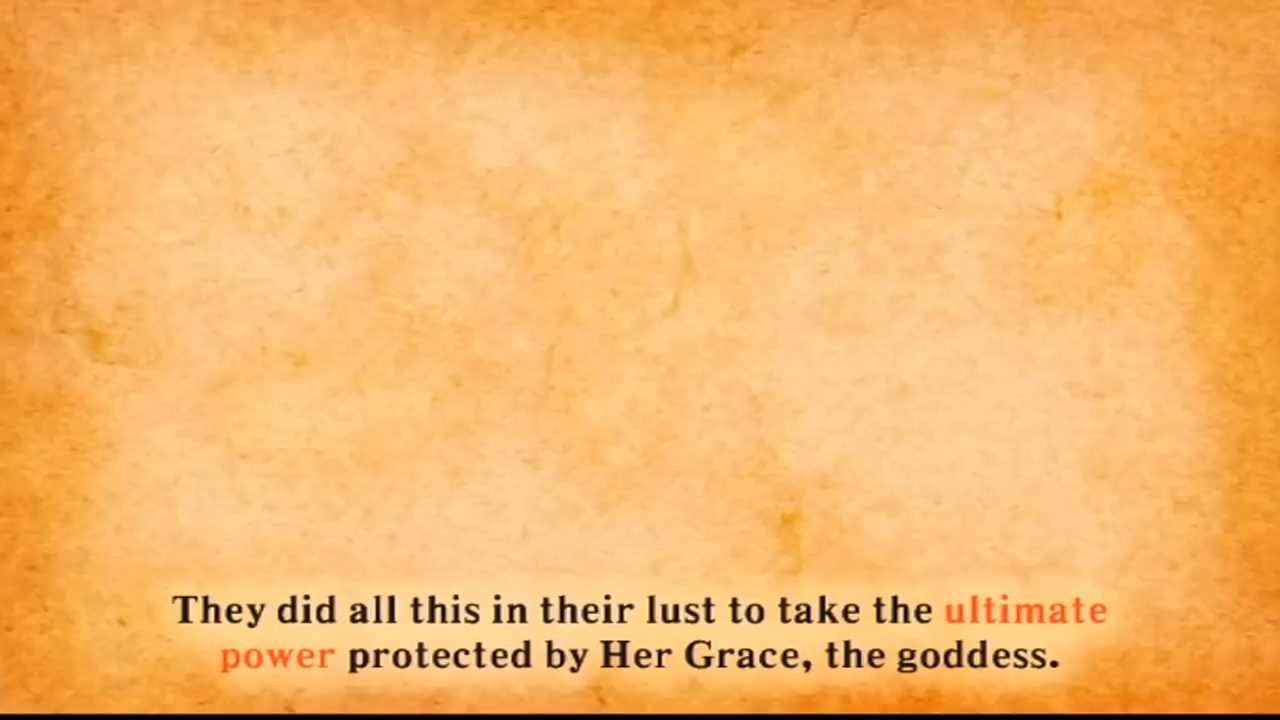 They did all this in their lust to take the ultimate
power protected by Her Grace, the goddess.